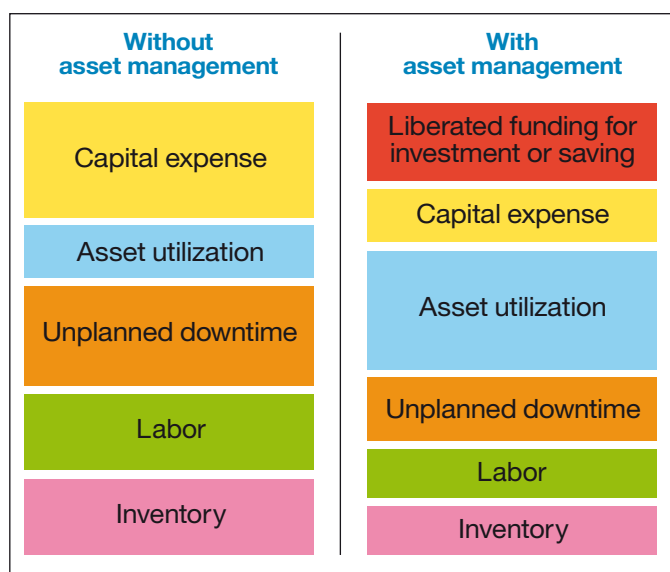 Without
asset management
Capital expense
Asset utilization
Unplanned downtime
Labor
Inventory
With
asset management
Liberated funding for
investment or saving
Capital expense
Asset utilization
Unplanned downtime
Labor
Inventory